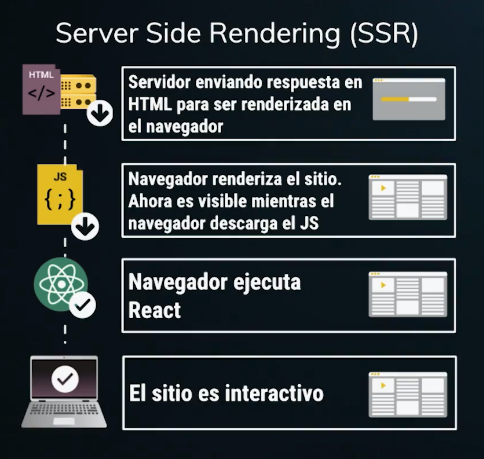 Server Side Rendering (SSR)
HTML
</>
Servidor enviando respuesta en
HTML para ser renderizada en
el navegador
JS
{;}
Navegador renderiza el sitio.
Ahora es visible mientras el
navegador descarga el JS
Navegador ejecuta
React
El sitio es interactivo